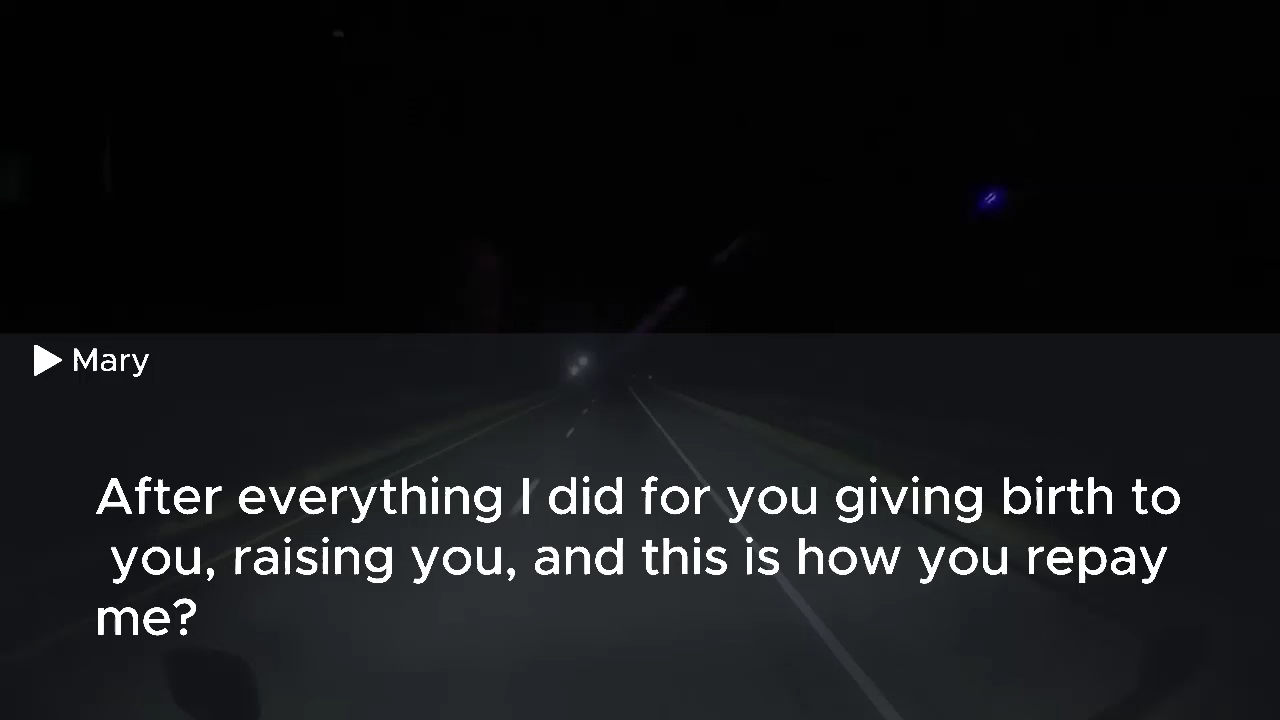 Mary
After everything I did for you giving birth to
you, raising you, and this is how you repay
me?